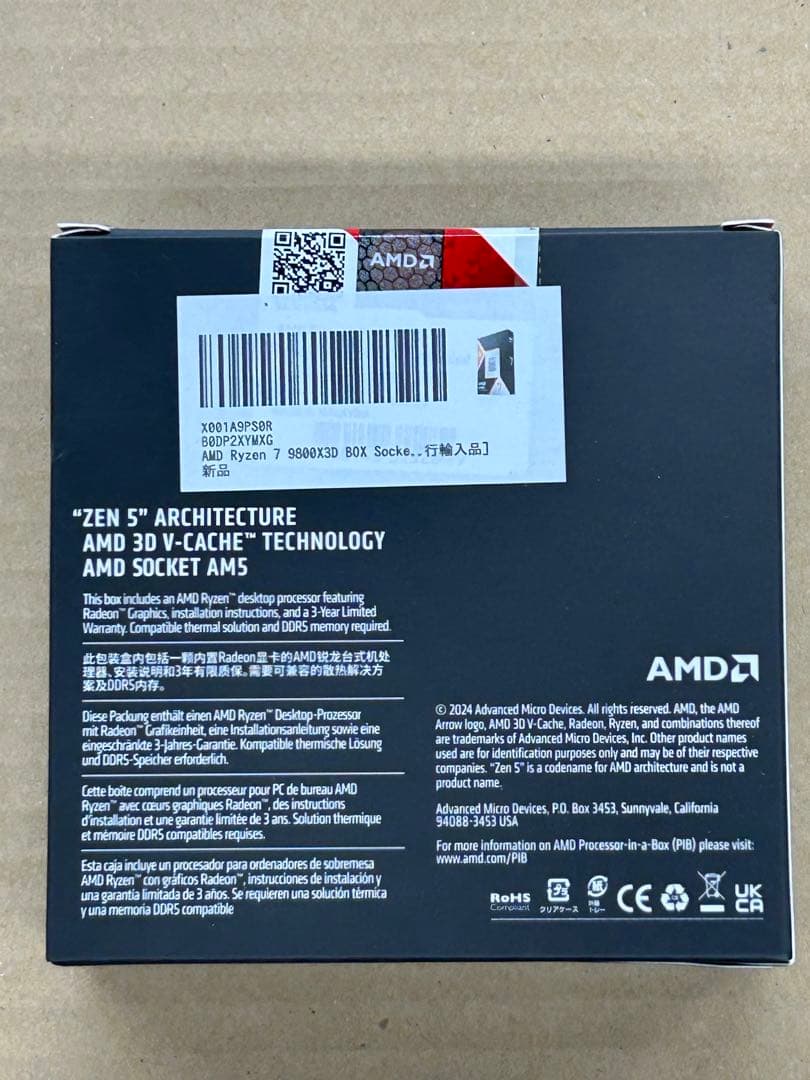 AMD
X001A9PS0R
B0DP2XYMXG
AMD Ryzen 7 9800X3D BOX Socke..行輸入品]
新品
“ZEN 5” ARCHITECTURE
AMD 3D V-CACHE™ TECHNOLOGY
AMD SOCKET AM5
This box includes an AMD Ryzen™ desktop processor featuring
Radeon™ Graphics, installation instructions, and a 3-Year Limited
Warranty. Compatible thermal solution and DDR5 memory required.
此包装盒内包括一颗内置Radeon显卡的AMD锐龙台式机处
理器、安装说明和3年有限质保。需要可兼容的散热解决方
案及DDR5内存。
Diese Packung enthält einen AMD Ryzen™ Desktop-Prozessor
mit Radeon™ Grafikeinheit, eine Installationsanleitung sowie eine
eingeschränkte 3-Jahres-Garantie. Kompatible thermische Lösung
und DDR5-Speicher erforderlich.
Cette boîte comprend un processeur pour PC de bureau AMD
Ryzen™ avec cœurs graphiques Radeon™, des instructions
d’installation et une garantie limitée de 3 ans. Solution thermique
et mémoire DDR5 compatibles requises.
Esta caja incluye un procesador para ordenadores de sobremesa
AMD Ryzen™ con gráficos Radeon™, instrucciones de instalación y
una garantía limitada de 3 años. Se requieren una solución térmica
y una memoria DDR5 compatible
AMD
© 2024 Advanced Micro Devices. All rights reserved. AMD, the AMD
Arrow logo, AMD 3D V-Cache, Radeon, Ryzen, and combinations thereof
are trademarks of Advanced Micro Devices, Inc. Other product names
used are for identification purposes only and may be of their respective
companies. “Zen 5” is a codename for AMD architecture and is not a
product name.
Advanced Micro Devices, P.O. Box 3453, Sunnyvale, California
94088-3453 USA
For more information on AMD Processor-in-a-Box (PIB) please visit:
www.amd.com/PIB
RoHS
Compliant
クリアケース
トレー
CE
UK
CA